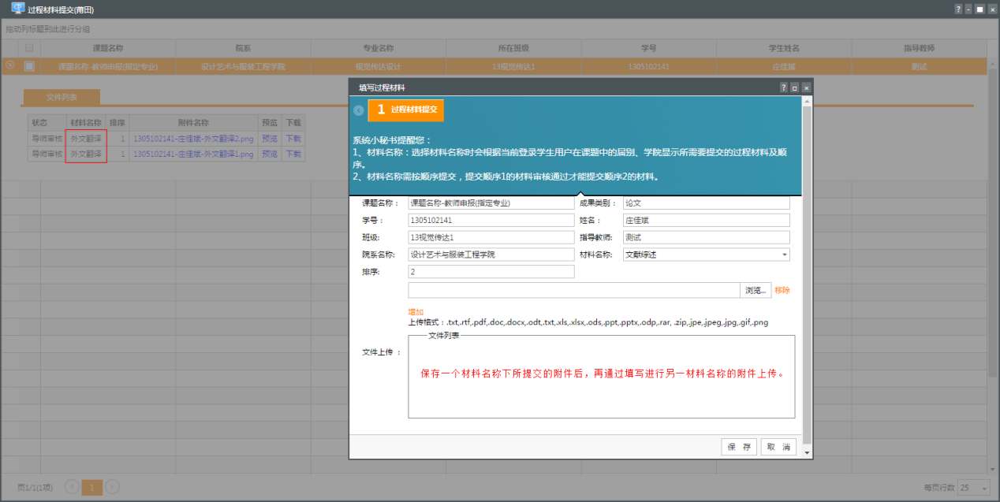 过程材料提交(莆田)
拖动列标题到此进行分组
课题名称 院系 专业名称 所在班级 学号 学生姓名 指导教师
课题名称-教师申报(指定专业) 设计艺术与服装工程学院 视觉传达设计 13视觉传达1 1305102141 庄佳斌 测试
文件列表
状态 材料名称 排序 附件名称 预览 下载
导师审核 外文翻译 1 1305102141-庄佳斌-外文翻译2.png 预览 下载
导师审核 外文翻译 1 1305102141-庄佳斌-外文翻译1.png 预览 下载
填写过程材料
1 过程材料提交
系统小秘书提醒您：
1、材料名称：选择材料名称时会根据当前登录学生用户在课题中的届别、学院显示所需要提交的过程材料及顺
序。
2、材料名称需按顺序提交，提交顺序1的材料审核通过才能提交顺序2的材料。
课题名称： 课题名称-教师申报(指定专业) 成果类别： 论文
学号： 1305102141 姓名： 庄佳斌
班级: 13视觉传达1 指导教师: 测试
院系名称: 设计艺术与服装工程学院 材料名称: 文献综述
排序: 2
浏览... 移除
增加
上传格式：.txt,.rtf,.pdf,.doc,.docx,.odt,.txt,.xls,.xlsx,.ods,.ppt,.pptx,.odp,.rar, .zip,.jpe,.jpeg,.jpg,.gif,.png
文件列表
文件上传 ：
保存一个材料名称下所提交的附件后，再通过填写进行另一材料名称的附件上传。
保 存 取 消
页1/1(1项) 1 每页行数 25